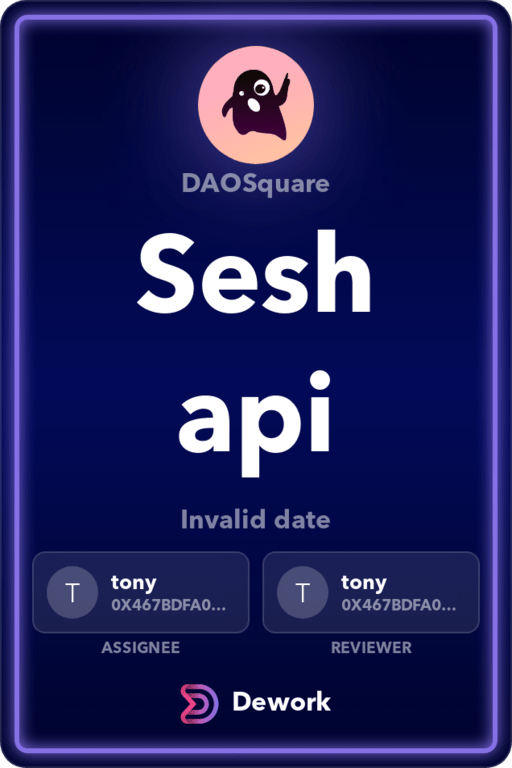 DAOSquare
Sesh
api
Invalid date
T tony T tony
0X467BDFA0... 0X467BDFA0...
ASSIGNEE REVIEWER
Dework